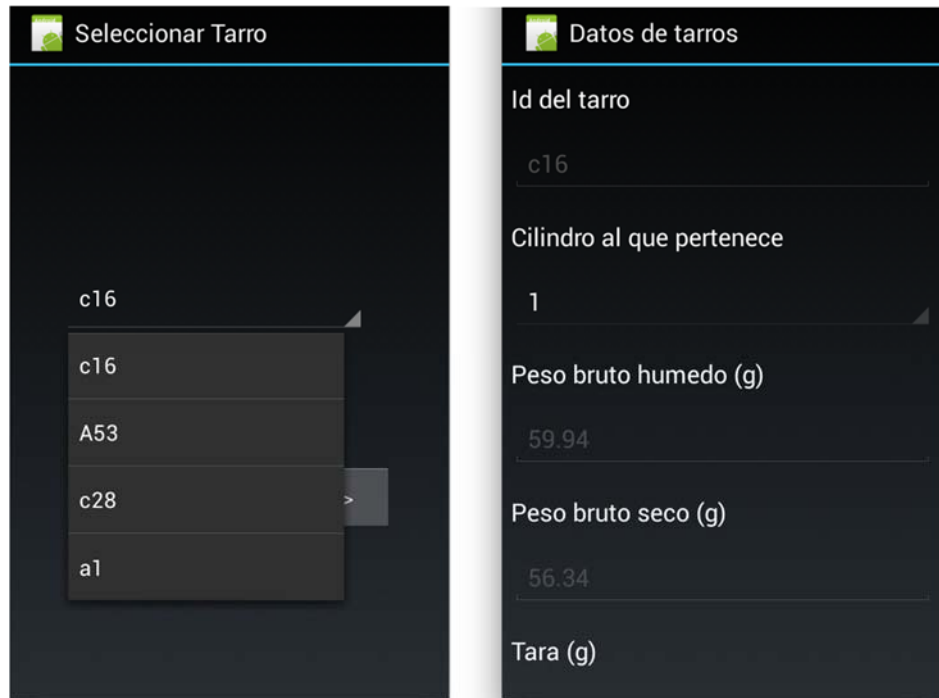 Seleccionar Tarro
c16
c16
A53
c28
>
a1
Datos de tarros
Id del tarro
c16
Cilindro al que pertenece
1
Peso bruto humedo (g)
59.94
Peso bruto seco (g)
56.34
Tara (g)